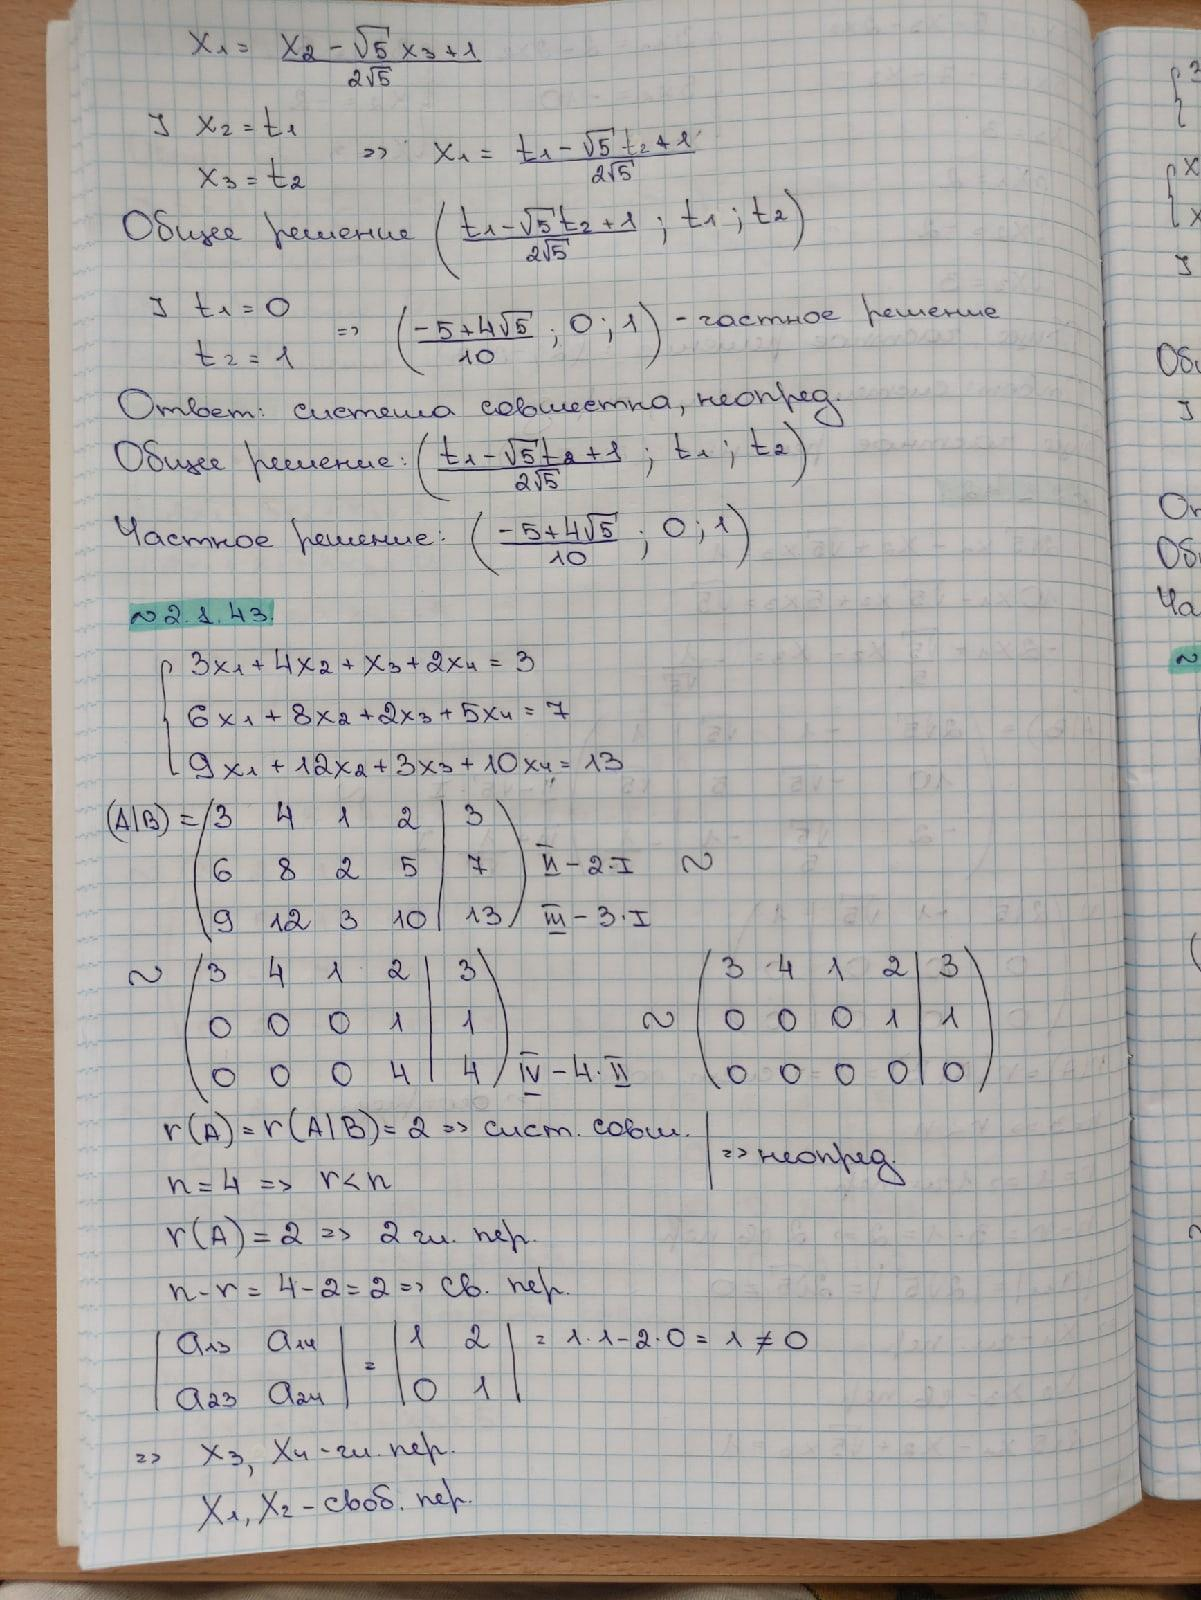 x₁ = (x₂ - √5 x₃ + 1) / 2√5
] x₂ = t₁
x₃ = t₂ => x₁ = (t₁ - √5 t₂ + 1) / 2√5
Общее решение ((t₁ - √5 t₂ + 1) / 2√5 ; t₁ ; t₂)
] t₁ = 0
t₂ = 1 => ((-5 + 4√5) / 10 ; 0 ; 1) - частное решение
Ответ: система совместна, неопред.
Общее решение: ((t₁ - √5 t₂ + 1) / 2√5 ; t₁ ; t₂)
Частное решение: ((-5 + 4√5) / 10 ; 0 ; 1)
~ 2.1.43.
3x₁ + 4x₂ + x₃ + 2x₄ = 3
6x₁ + 8x₂ + 2x₃ + 5x₄ = 7
9x₁ + 12x₂ + 3x₃ + 10x₄ = 13
(A|B) = (3 4 1 2 | 3)
6 8 2 5 | 7 II - 2·I ~
9 12 3 10 | 13 III - 3·I
~ (3 4 1 2 | 3)
0 0 0 1 | 1
0 0 0 4 | 4 IV - 4·II
~ (3 4 1 2 | 3)
0 0 0 1 | 1
0 0 0 0 | 0
r(A) = r(A|B) = 2 => сист. совм.
n = 4 => r < n
=> неопред.
r(A) = 2 => 2 гл. пер.
n - r = 4 - 2 = 2 => св. пер.
|a₁₃ a₁₄| = |1 2| = 1·1 - 2·0 = 1 ≠ 0
|a₂₃ a₂₄| |0 1|
=> x₃, x₄ - гл. пер.
x₁, x₂ - своб. пер.